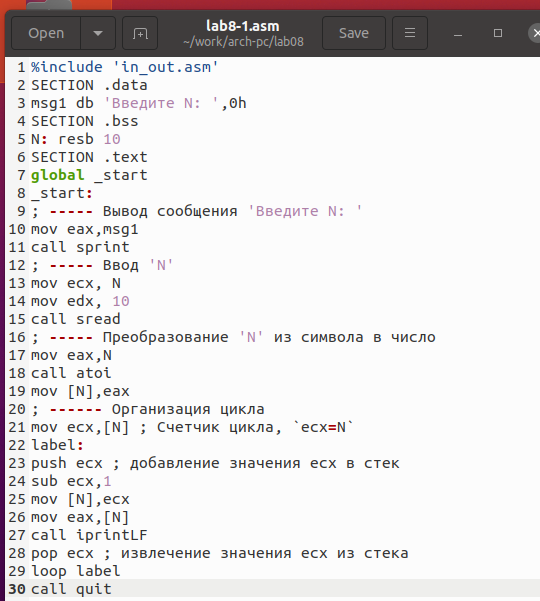 lab8-1.asm
Open
~/work/arch-pc/lab08
Save
1 %include 'in_out.asm'
2 SECTION .data
3 msg1 db 'Введите N: ',0h
4 SECTION .bss
5 N: resb 10
6 SECTION .text
7 global _start
8 _start:
9 ; ----- Вывод сообщения 'Введите N: '
10 mov eax,msg1
11 call sprint
12 ; ----- Ввод 'N'
13 mov ecx, N
14 mov edx, 10
15 call sread
16 ; ----- Преобразование 'N' из символа в число
17 mov eax,N
18 call atoi
19 mov [N],eax
20 ; ------ Организация цикла
21 mov ecx,[N] ; Счетчик цикла, `ecx=N`
22 label:
23 push ecx ; добавление значения ecx в стек
24 sub ecx,1
25 mov [N],ecx
26 mov eax,[N]
27 call iprintLF
28 pop ecx ; извлечение значения ecx из стека
29 loop label
30 call quit